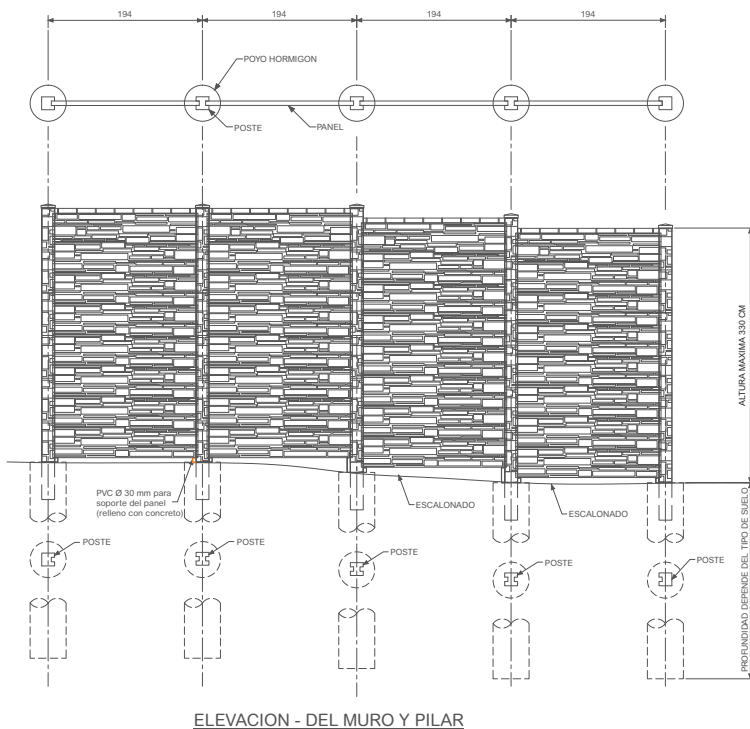 194
194
194
194
POYO HORMIGON
POSTE
PANEL
ALTURA MAXIMA 330 CM
PVC Ø 30 mm para
soporte del panel
(relleno con concreto)
ESCALONADO
ESCALONADO
POSTE
POSTE
POSTE
POSTE
POSTE
PROFUNDIDAD DEPENDE DEL TIPO DE SUELO
ELEVACION - DEL MURO Y PILAR